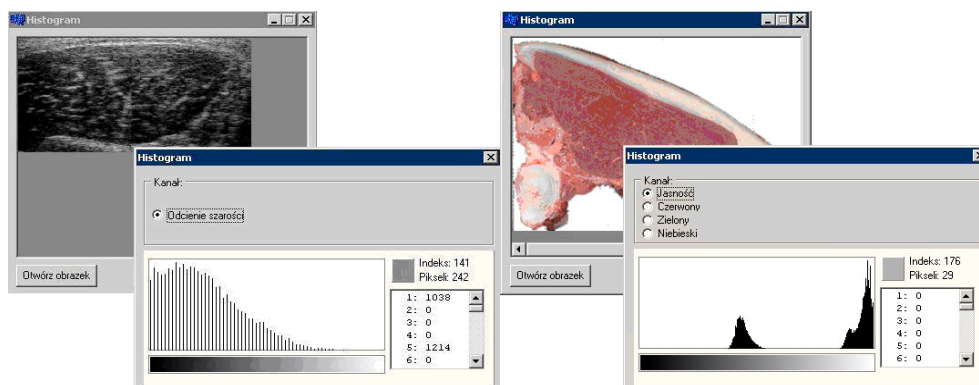 Histogram
Otwórz obrazek
Histogram
Kanał:
Odcienie szarości
Indeks: 141
Pikseli: 242
1: 1038
2: 0
3: 0
4: 0
5: 1214
6: 0
Histogram
Otwórz obrazek
Histogram
Kanał:
Jasność
Czerwony
Zielony
Niebieski
Indeks: 176
Pikseli: 29
1: 0
2: 0
3: 0
4: 0
5: 0
6: 0